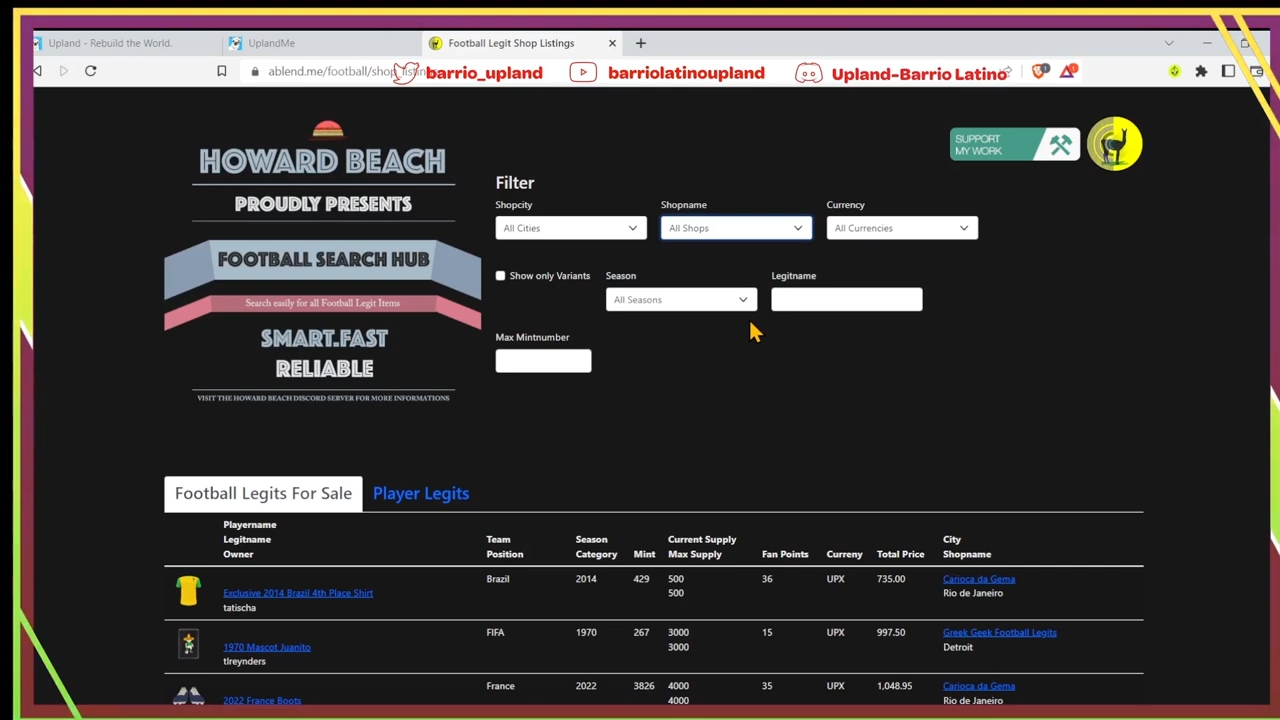 Upland - Rebuild the World.
UplandMe
Football Legit Shop Listings
ablend.me/football/shop_listin
barrio_upland
barriolatinoupland
Upland-Barrio Latino
HOWARD BEACH
PROUDLY PRESENTS
FOOTBALL SEARCH HUB
Search easily for all Football Legit Items
SMART.FAST
RELIABLE
VISIT THE HOWARD BEACH DISCORD SERVER FOR MORE INFORMATIONS
SUPPORT
MY WORK
Filter
Shopcity Shopname Currency
All Cities All Shops All Currencies
Show only Variants Season Legitname
All Seasons
Max Mintnumber
Football Legits For Sale Player Legits
Playername
Legitname Team Season Current Supply City
Owner Position Category Mint Max Supply Fan Points Curreny Total Price Shopname
Brazil 2014 429 500 36 UPX 735.00 Carioca da Gema
Exclusive 2014 Brazil 4th Place Shirt 500 Rio de Janeiro
tatischa
FIFA 1970 267 3000 15 UPX 997.50 Greek Geek Football Legits
1970 Mascot Juanito 3000 Detroit
tlreynders
France 2022 3826 4000 35 UPX 1,048.95 Carioca da Gema
2022 France Boots 4000 Rio de Janeiro